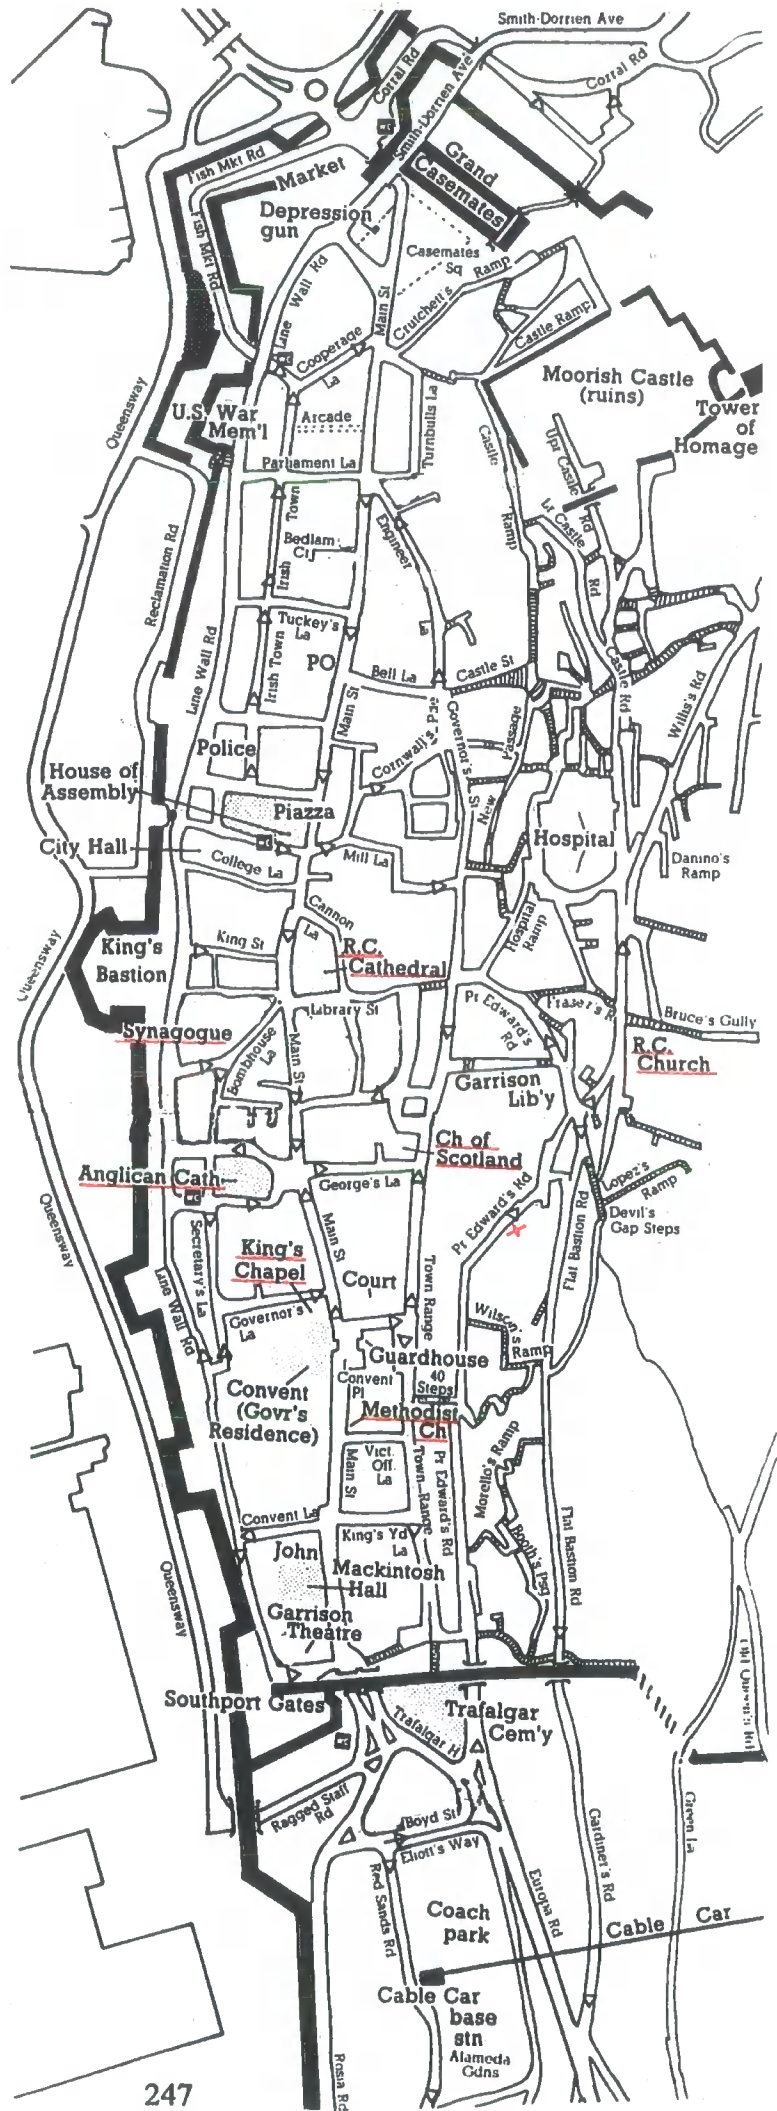 Smith-Dorrien Ave
Corral Rd
Corral Rd
Smith-Dorrien Ave
Fish Mkt Rd
Market
Grand
Casemates
Depression
gun
Fish Mkt Rd
Casemates
Sq
Line Wall Rd
Main St
Crutchett's Ramp
Castle Ramp
Cooperage
La
Queensway
Moorish Castle
(ruins)
Tower
of
Homage
U.S. War
Mem'l
Arcade
Turnbulls La
Parliament La
Castle
Ramp
Upr Castle
Rd
Lr Castle
Rd
Irish Town
Engineer
La
Bedlam
Ct
Reclamation Rd
Tuckey's
La
Irish Town
PO
Line Wall Rd
Bell La
Castle St
Castle Rd
Willis's Rd
Main St
Police
Cornwall's Pde
Governor's St
New Passage
House of
Assembly
Piazza
City Hall
College La
Mill La
Hospital
Danino's
Ramp
Cannon
La
Hospital
Ramp
King St
King's
Bastion
Queensway
R.C.
Cathedral
Library St
Pr Edward's
Rd
Fraser's R
Bruce's Gully
Synagogue
Bombhouse
La
Main St
R.C.
Church
Garrison
Lib'y
Ch of
Scotland
Anglican Cath
George's La
Pr Edward's Rd
Lopez's
Ramp
Devil's
Gap Steps
Flat Bastion Rd
Queensway
Secretary's La
King's
Chapel
Main St
Court
Town Range
Line Wall Rd
Governor's
La
Wilson's
Ramp
Guardhouse
Convent
(Govr's
Residence)
Convent
Pl
40
Steps
Methodist
Ch
Main St
Vict.
Off.
La
Town Range
Pr Edward's Rd
Morello's Ramp
Booth's Psg
Flat Bastion Rd
Convent La
King's Yd
La
Queensway
John
Mackintosh
Hall
Garrison
Theatre
Southport Gates
Trafalgar H
Trafalgar
Cem'y
Ragged Staff
Rd
Boyd St
Eliott's Way
Green La
Gardiner's Rd
Red Sands Rd
Europa Rd
Coach
park
Cable Car
Cable Car
base
stn
Alameda
Gdns
Rosia Rd
247